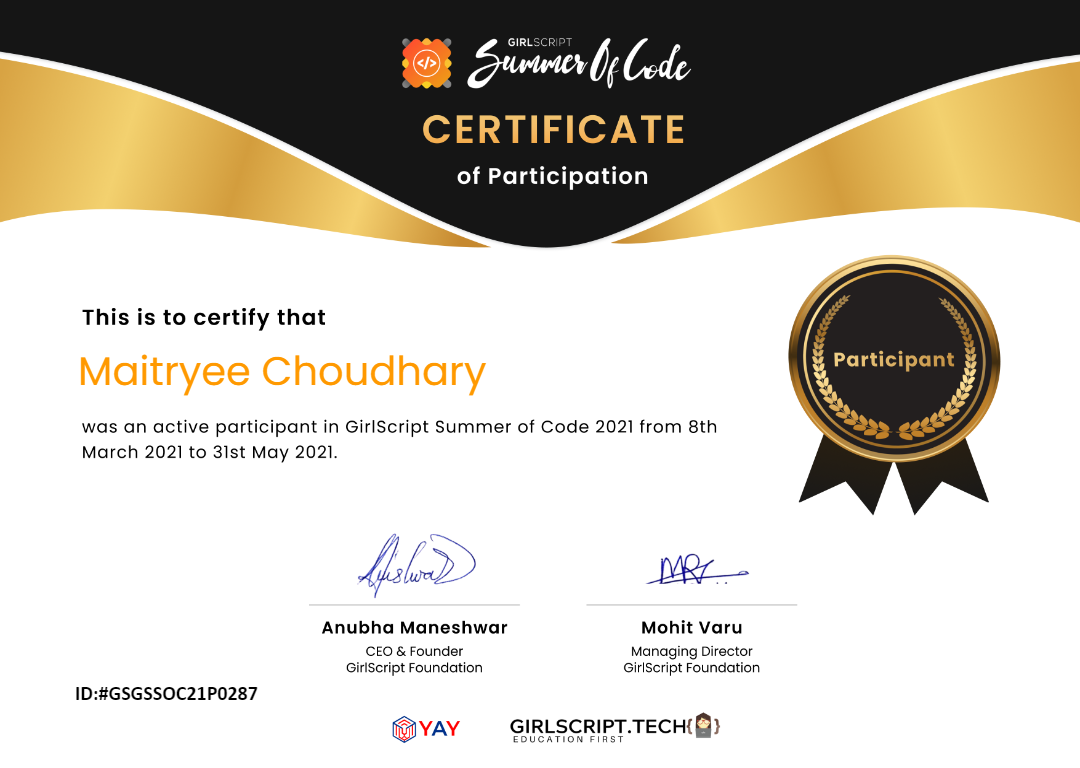 GIRLSCRIPT
Summer Of Code
CERTIFICATE
of Participation
This is to certify that
Maitryee Choudhary
was an active participant in GirlScript Summer of Code 2021 from 8th
March 2021 to 31st May 2021.
Participant
Anubha Maneshwar
CEO & Founder
GirlScript Foundation
Mohit Varu
Managing Director
GirlScript Foundation
ID:#GSGSSOC21P0287
YAY
GIRLSCRIPT.TECH{ }
EDUCATION FIRST